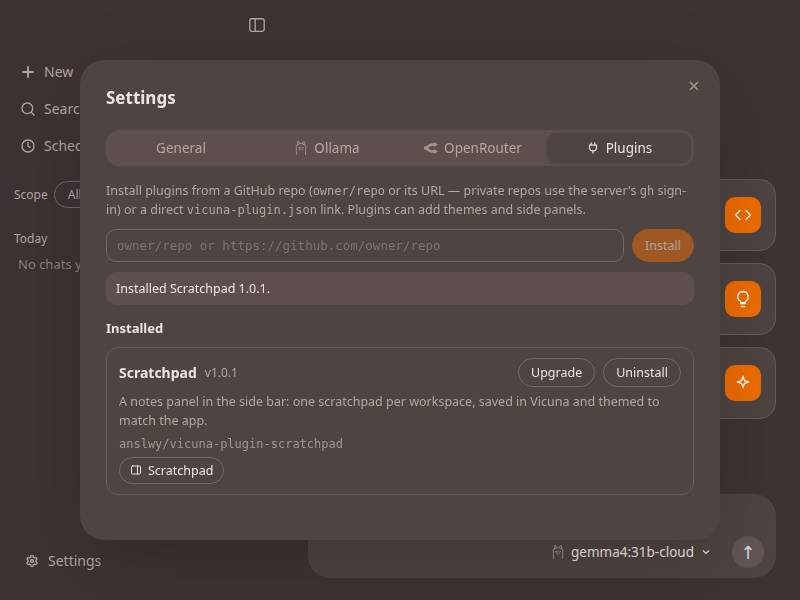 New
Searc
Sched
Scope
All
Today
No chats y
Settings
Settings
General
Ollama
OpenRouter
Plugins
Install plugins from a GitHub repo (owner/repo or its URL — private repos use the server's gh sign-
in) or a direct vicuna-plugin.json link. Plugins can add themes and side panels.
owner/repo or https://github.com/owner/repo
Install
Installed Scratchpad 1.0.1.
Installed
Scratchpad v1.0.1
Upgrade
Uninstall
A notes panel in the side bar: one scratchpad per workspace, saved in Vicuna and themed to
match the app.
anslwy/vicuna-plugin-scratchpad
Scratchpad
gemma4:31b-cloud